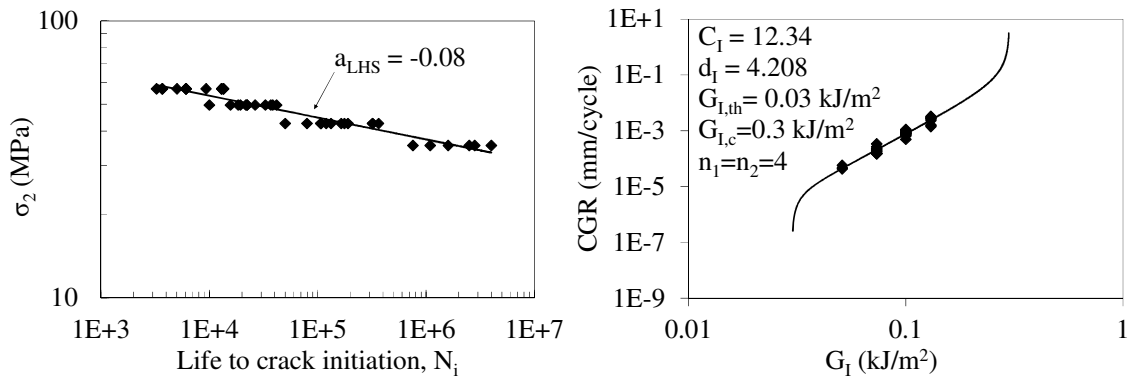 100
a_LHS = -0.08
σ₂ (MPa)
10
1E+3 1E+4 1E+5 1E+6 1E+7
Life to crack initiation, N_i
1E+1
C_I = 12.34
d_I = 4.208
G_I,th= 0.03 kJ/m²
G_I,c=0.3 kJ/m²
n₁=n₂=4
1E-1
1E-3
1E-5
1E-7
1E-9
CGR (mm/cycle)
0.01 0.1 1
G_I (kJ/m²)